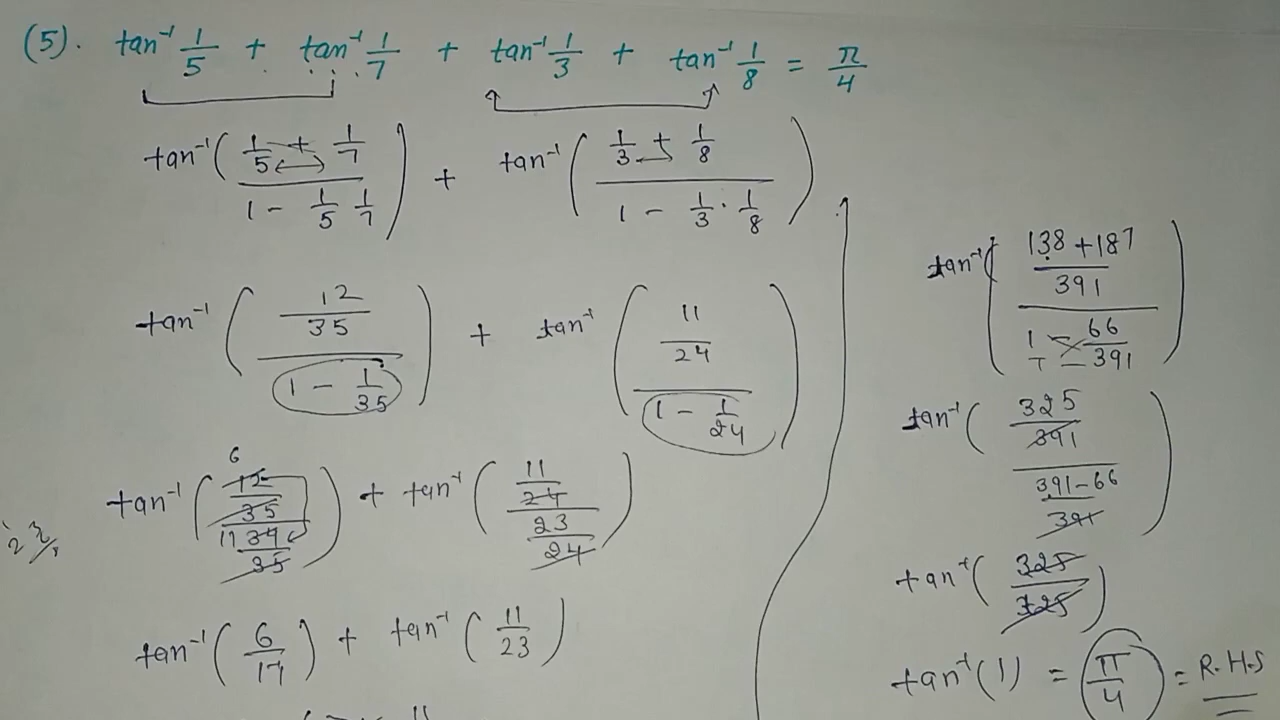 (5). tan⁻¹ 1/5 + tan⁻¹ 1/7 + tan⁻¹ 1/3 + tan⁻¹ 1/8 = π/4
tan⁻¹ ( (1/5 + 1/7) / (1 - 1/5 1/7) ) + tan⁻¹ ( (1/3 + 1/8) / (1 - 1/3 · 1/8) )
tan⁻¹ ( (12/35) / (1 - 1/35) ) + tan⁻¹ ( (11/24) / (1 - 1/24) )
6
tan⁻¹ ( (12/35) / (34/35) ) + tan⁻¹ ( (11/24) / (23/24) )
17
tan⁻¹ ( 6/17 ) + tan⁻¹ ( 11/23 )
11
tan⁻¹ ( ((138 + 187)/391) / (1/1 - 66/391) )
tan⁻¹ ( (325/391) / ((391 - 66)/391) )
tan⁻¹ ( 325/325 )
tan⁻¹ (1) = π/4 = R.H.S